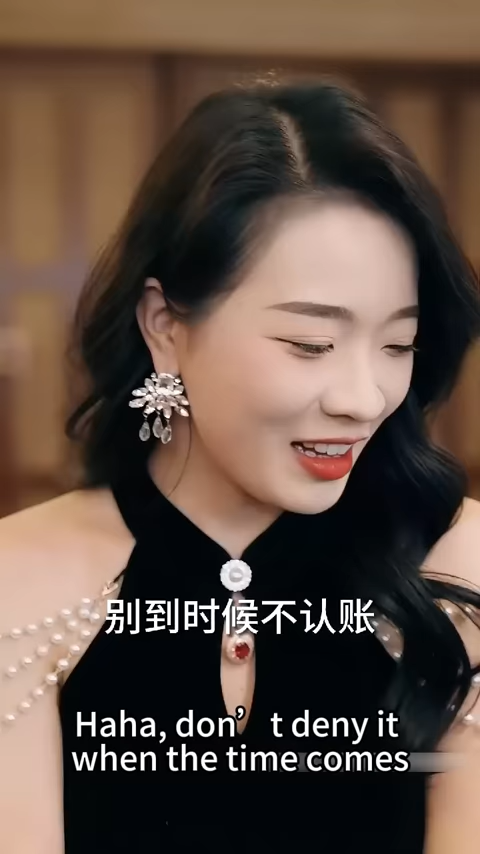 别到时候不认账
Haha, don’t deny it
when the time comes